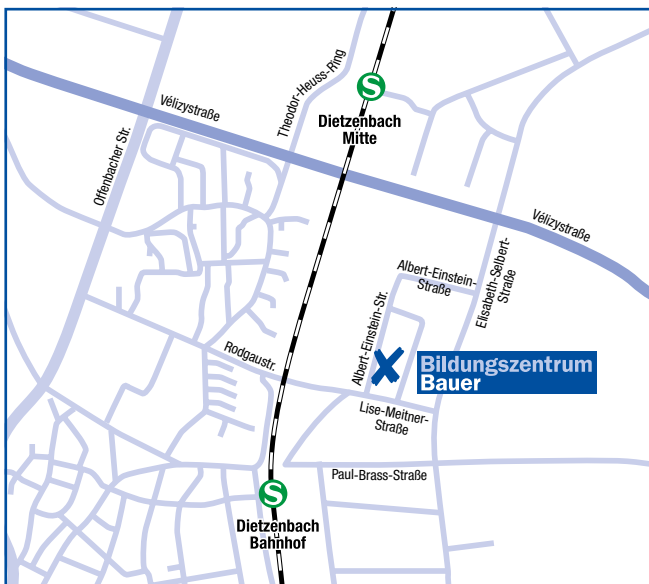 Theodor-Heuss-Ring
S
Dietzenbach
Mitte
Vélizystraße
Offenbacher Str.
Vélizystraße
Albert-Einstein-
Straße
Elisabeth-Selbert-
Straße
Albert-Einstein-Str.
Rodgaustr.
Bildungszentrum
Bauer
Lise-Meitner-
Straße
Paul-Brass-Straße
S
Dietzenbach
Bahnhof